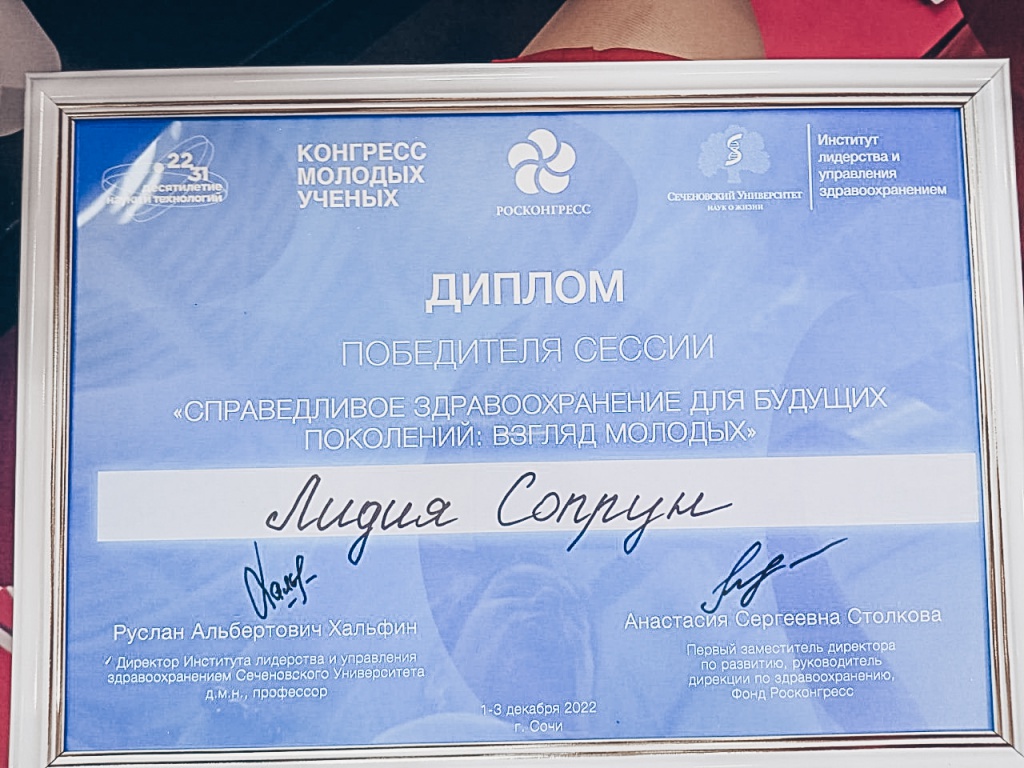 22
31
десятилетие
науки и технологий
КОНГРЕСС
МОЛОДЫХ
УЧЕНЫХ
РОСКОНГРЕСС
СЕЧЕНОВСКИЙ УНИВЕРСИТЕТ
НАУК О ЖИЗНИ
Институт
лидерства и
управления
здравоохранением
ДИПЛОМ
ПОБЕДИТЕЛЯ СЕССИИ
«СПРАВЕДЛИВОЕ ЗДРАВООХРАНЕНИЕ ДЛЯ БУДУЩИХ
ПОКОЛЕНИЙ: ВЗГЛЯД МОЛОДЫХ»
Лидия Сопрун
Руслан Альбертович Хальфин
Директор Института лидерства и управления
здравоохранением Сеченовского Университета
д.м.н., профессор
Анастасия Сергеевна Столкова
Первый заместитель директора
по развитию, руководитель
дирекции по здравоохранению,
Фонд Росконгресс
1-3 декабря 2022
г. Сочи